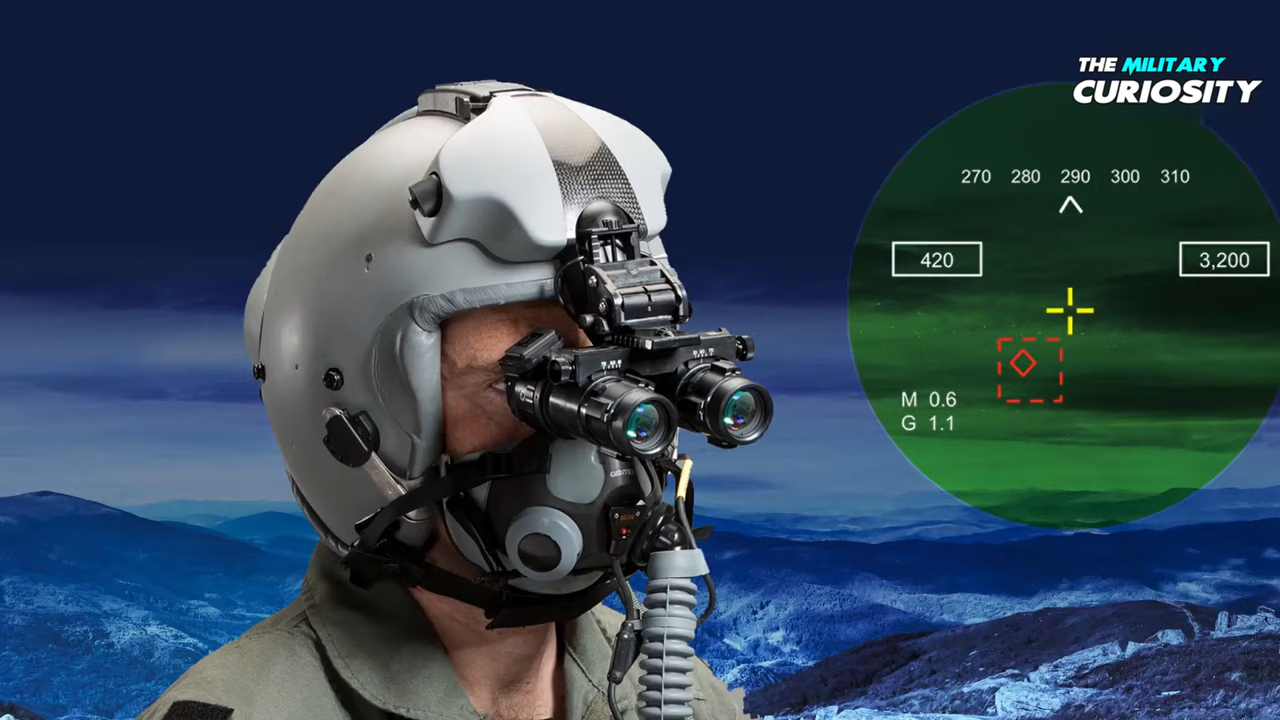 THE MILITARY
CURIOSITY
270 280 290 300 310
420
3,200
M 0.6
G 1.1